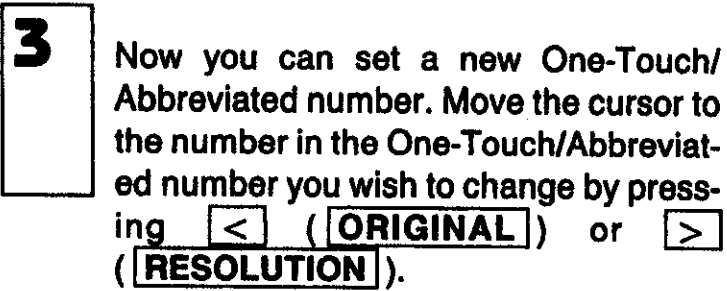 3
Now you can set a new One-Touch/
Abbreviated number. Move the cursor to
the number in the One-Touch/Abbreviat-
ed number you wish to change by press-
ing < ( ORIGINAL ) or >
( RESOLUTION ).